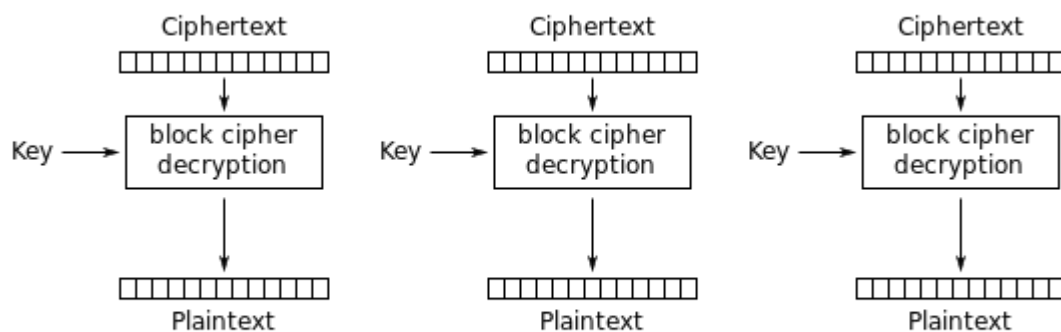 Ciphertext Ciphertext Ciphertext
Key block cipher decryption Key block cipher decryption Key block cipher decryption
Plaintext Plaintext Plaintext